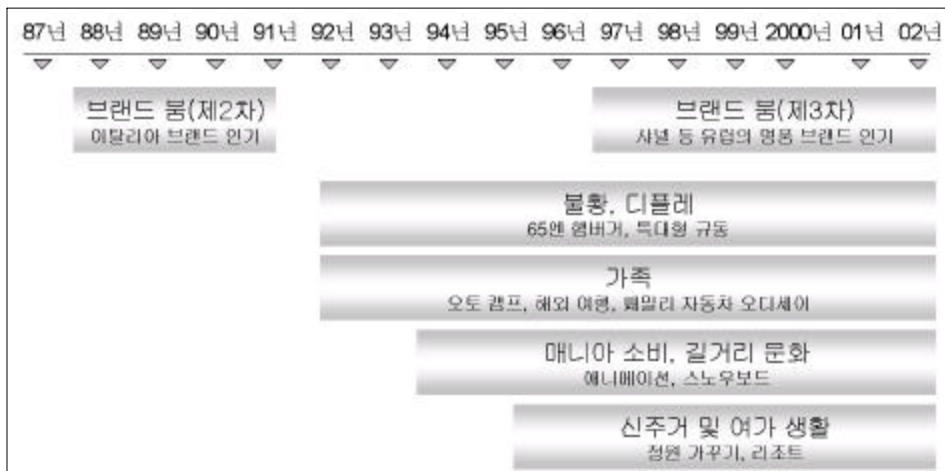 87년 88년 89년 90년 91년 92년 93년 94년 95년 96년 97년 98년 99년 2000년 01년 02년
브랜드 붐(제2차)
이탈리아 브랜드 인기
브랜드 붐(제3차)
샤넬 등 유럽의 명품 브랜드 인기
불황, 디플레
65엔 햄버거, 특대형 규동
가족
오토 캠프, 해외 여행, 패밀리 자동차 오디세이
매니아 소비, 길거리 문화
애니메이션, 스노우보드
신주거 및 여가 생활
정원 가꾸기, 리조트